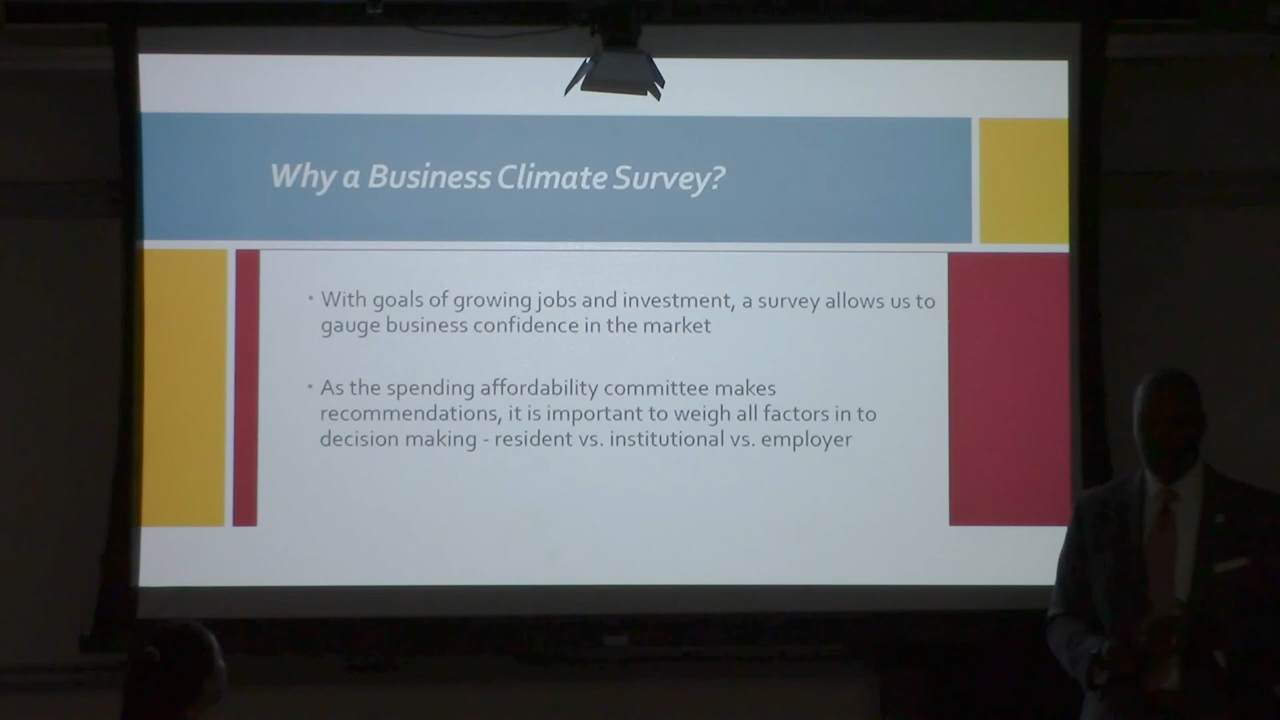 Why a Business Climate Survey?
• With goals of growing jobs and investment, a survey allows us to
gauge business confidence in the market
• As the spending affordability committee makes
recommendations, it is important to weigh all factors in to
decision making - resident vs. institutional vs. employer